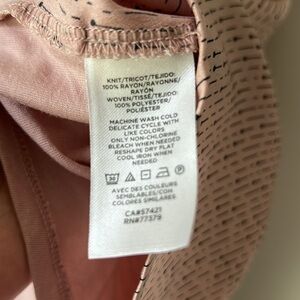 KNIT/TRICOT/TEJIDO:
100% RAYON/RAYONNE/
RAYÓN
WOVEN/TISSÉ/TEJIDO:
100% POLYESTER/
POLIÉSTER
MACHINE WASH COLD
DELICATE CYCLE WITH
LIKE COLORS
ONLY NON-CHLORINE
BLEACH WHEN NEEDED
RESHAPE DRY FLAT
COOL IRON WHEN
NEEDED
30
AVEC DES COULEURS
SEMBLABLES/CON
COLORES SIMILARES
CA#57421
RN#77379